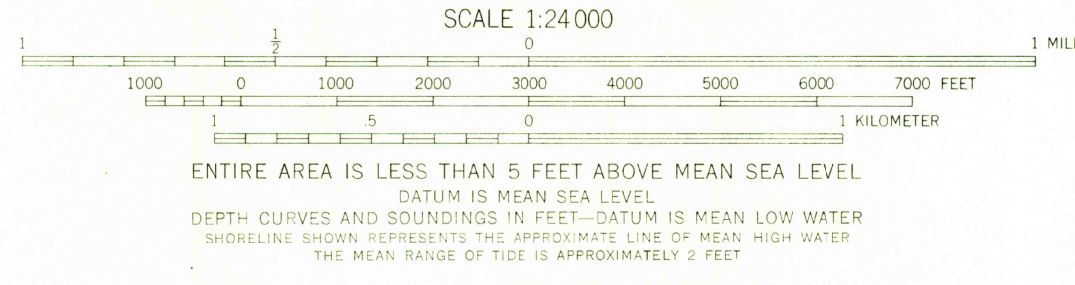 SCALE 1:24 000
1 1/2 0 1 MILE
1000 0 1000 2000 3000 4000 5000 6000 7000 FEET
1 .5 0 1 KILOMETER
ENTIRE AREA IS LESS THAN 5 FEET ABOVE MEAN SEA LEVEL
DATUM IS MEAN SEA LEVEL
DEPTH CURVES AND SOUNDINGS IN FEET—DATUM IS MEAN LOW WATER
SHORELINE SHOWN REPRESENTS THE APPROXIMATE LINE OF MEAN HIGH WATER
THE MEAN RANGE OF TIDE IS APPROXIMATELY 2 FEET